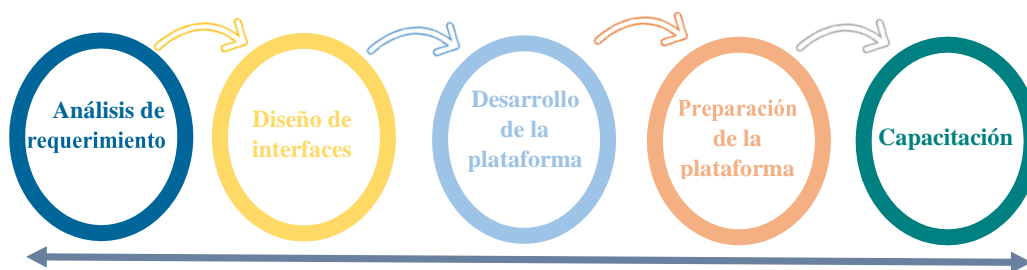 Análisis de
requerimiento
Diseño de
interfaces
Desarrollo
de la
plataforma
Preparación
de la
plataforma
Capacitación